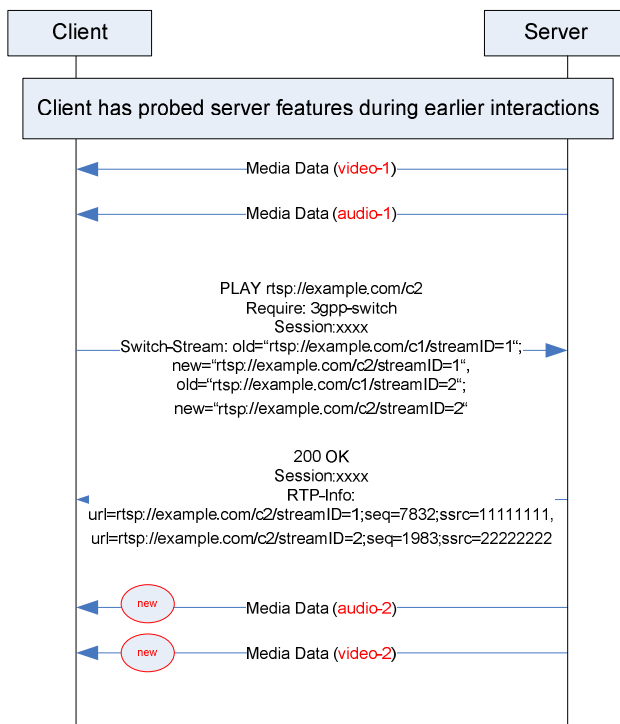 Client
Server
Client has probed server features during earlier interactions
Media Data (video-1)
Media Data (audio-1)
PLAY rtsp://example.com/c2
Require: 3gpp-switch
Session:xxxx
Switch-Stream: old=“rtsp://example.com/c1/streamID=1“;
new=“rtsp://example.com/c2/streamID=1“,
old=“rtsp://example.com/c1/streamID=2“;
new=“rtsp://example.com/c2/streamID=2“
200 OK
Session:xxxx
RTP-Info:
url=rtsp://example.com/c2/streamID=1;seq=7832;ssrc=11111111,
url=rtsp://example.com/c2/streamID=2;seq=1983;ssrc=22222222
new
Media Data (audio-2)
new
Media Data (video-2)